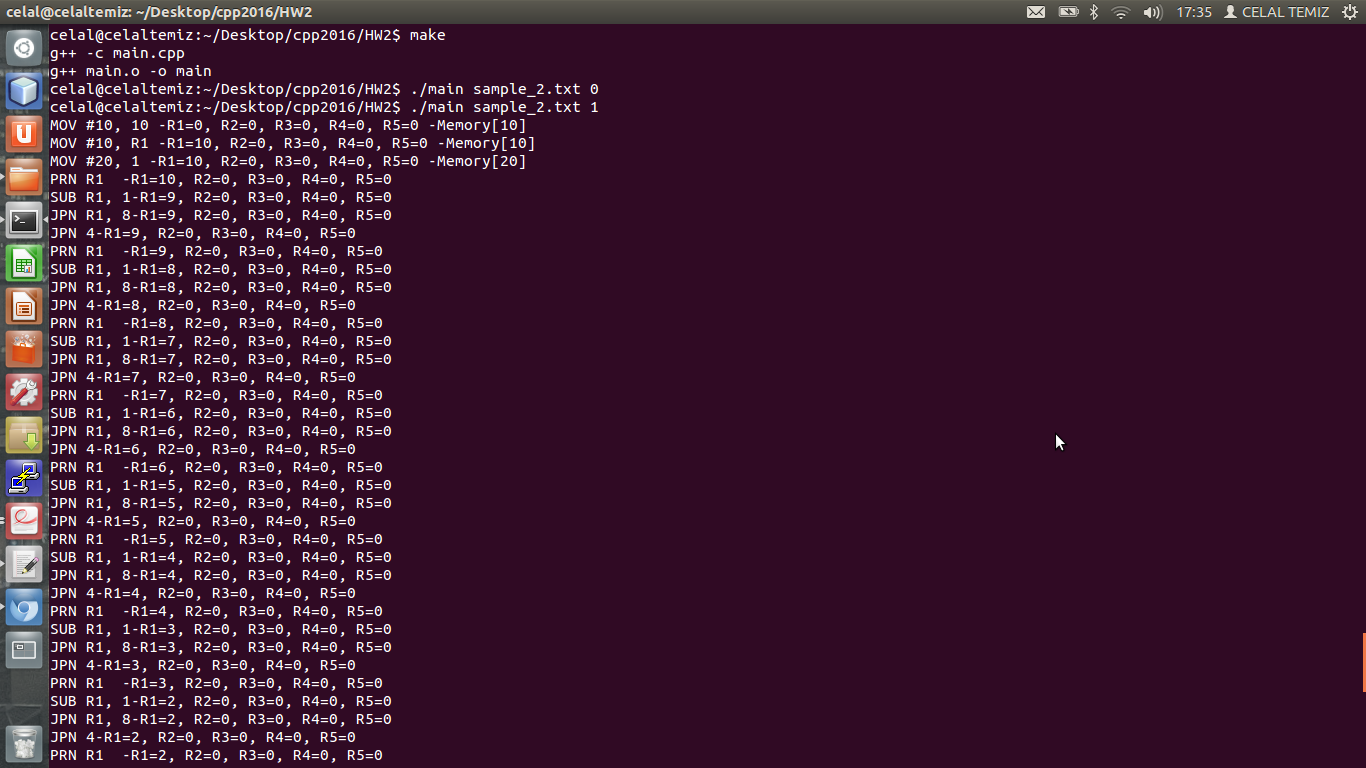 celal@celaltemiz: ~/Desktop/cpp2016/HW2 17:35 CELAL TEMIZ
celal@celaltemiz:~/Desktop/cpp2016/HW2$ make
g++ -c main.cpp
g++ main.o -o main
celal@celaltemiz:~/Desktop/cpp2016/HW2$ ./main sample_2.txt 0
celal@celaltemiz:~/Desktop/cpp2016/HW2$ ./main sample_2.txt 1
MOV #10, 10 -R1=0, R2=0, R3=0, R4=0, R5=0 -Memory[10]
MOV #10, R1 -R1=10, R2=0, R3=0, R4=0, R5=0 -Memory[10]
MOV #20, 1 -R1=10, R2=0, R3=0, R4=0, R5=0 -Memory[20]
PRN R1  -R1=10, R2=0, R3=0, R4=0, R5=0
SUB R1, 1-R1=9, R2=0, R3=0, R4=0, R5=0
JPN R1, 8-R1=9, R2=0, R3=0, R4=0, R5=0
JPN 4-R1=9, R2=0, R3=0, R4=0, R5=0
PRN R1  -R1=9, R2=0, R3=0, R4=0, R5=0
SUB R1, 1-R1=8, R2=0, R3=0, R4=0, R5=0
JPN R1, 8-R1=8, R2=0, R3=0, R4=0, R5=0
JPN 4-R1=8, R2=0, R3=0, R4=0, R5=0
PRN R1  -R1=8, R2=0, R3=0, R4=0, R5=0
SUB R1, 1-R1=7, R2=0, R3=0, R4=0, R5=0
JPN R1, 8-R1=7, R2=0, R3=0, R4=0, R5=0
JPN 4-R1=7, R2=0, R3=0, R4=0, R5=0
PRN R1  -R1=7, R2=0, R3=0, R4=0, R5=0
SUB R1, 1-R1=6, R2=0, R3=0, R4=0, R5=0
JPN R1, 8-R1=6, R2=0, R3=0, R4=0, R5=0
JPN 4-R1=6, R2=0, R3=0, R4=0, R5=0
PRN R1  -R1=6, R2=0, R3=0, R4=0, R5=0
SUB R1, 1-R1=5, R2=0, R3=0, R4=0, R5=0
JPN R1, 8-R1=5, R2=0, R3=0, R4=0, R5=0
JPN 4-R1=5, R2=0, R3=0, R4=0, R5=0
PRN R1  -R1=5, R2=0, R3=0, R4=0, R5=0
SUB R1, 1-R1=4, R2=0, R3=0, R4=0, R5=0
JPN R1, 8-R1=4, R2=0, R3=0, R4=0, R5=0
JPN 4-R1=4, R2=0, R3=0, R4=0, R5=0
PRN R1  -R1=4, R2=0, R3=0, R4=0, R5=0
SUB R1, 1-R1=3, R2=0, R3=0, R4=0, R5=0
JPN R1, 8-R1=3, R2=0, R3=0, R4=0, R5=0
JPN 4-R1=3, R2=0, R3=0, R4=0, R5=0
PRN R1  -R1=3, R2=0, R3=0, R4=0, R5=0
SUB R1, 1-R1=2, R2=0, R3=0, R4=0, R5=0
JPN R1, 8-R1=2, R2=0, R3=0, R4=0, R5=0
JPN 4-R1=2, R2=0, R3=0, R4=0, R5=0
PRN R1  -R1=2, R2=0, R3=0, R4=0, R5=0